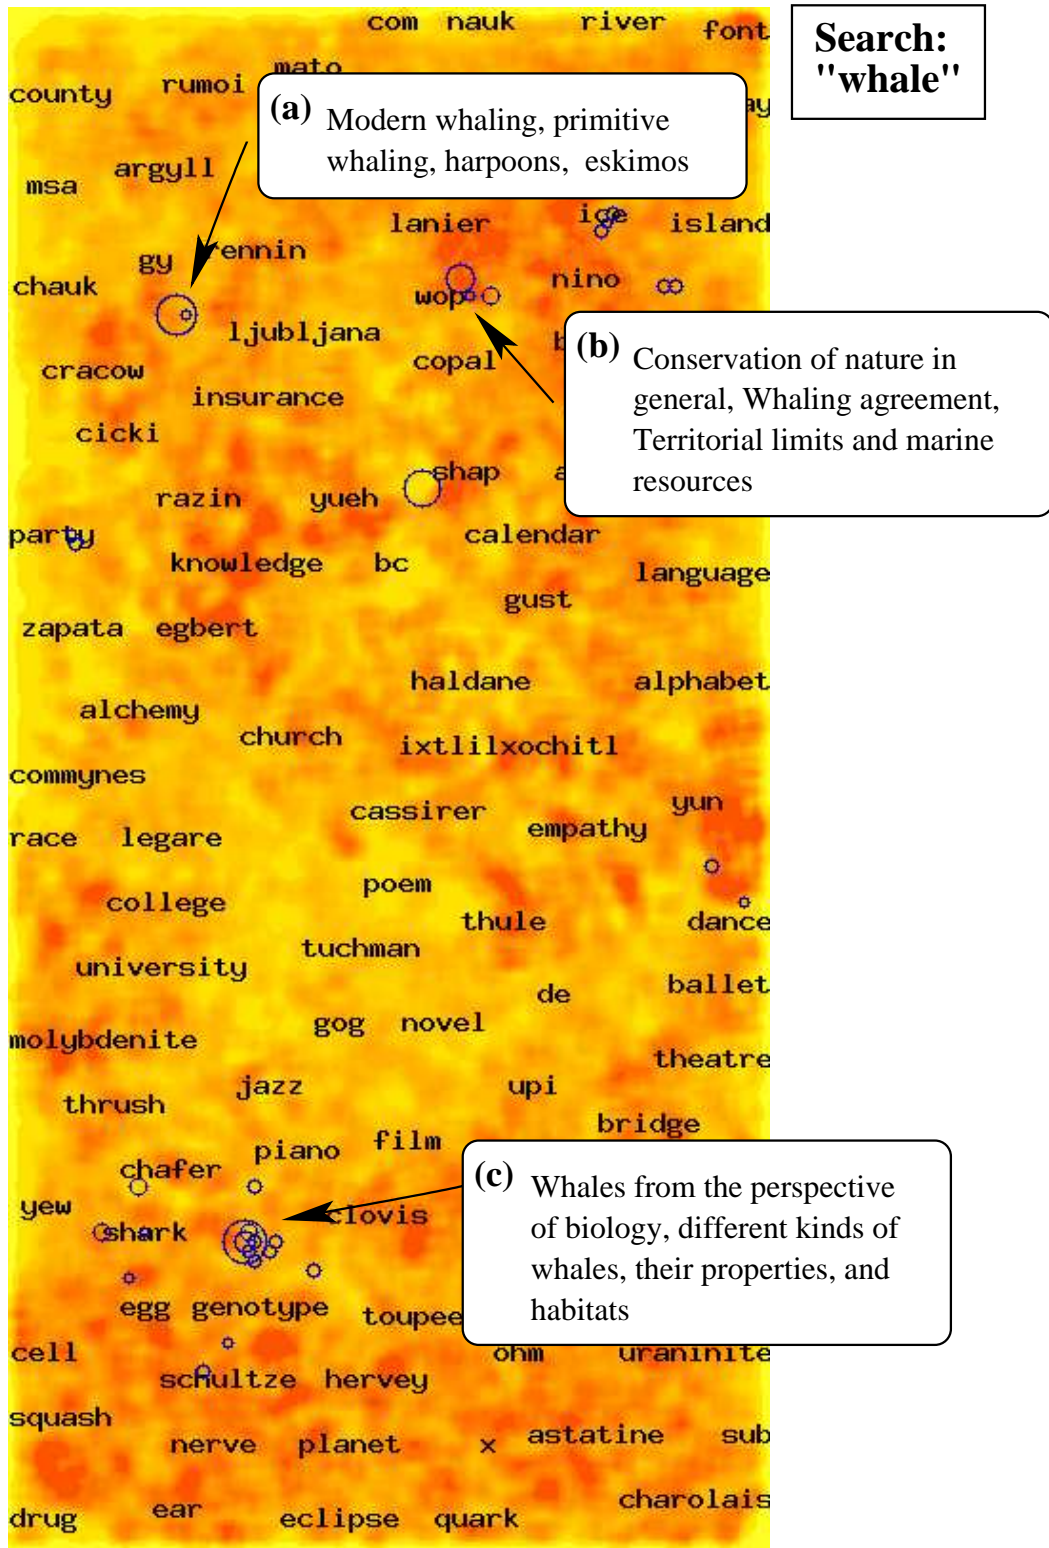 com nauk river font
Search:
"whale"
mato
county rumoi
ay
(a) Modern whaling, primitive
whaling, harpoons, eskimos
msa argyll
lanier ice island
gy rennin
chauk wop nino
ljubljana
b
cracow copal
(b) Conservation of nature in
general, Whaling agreement,
Territorial limits and marine
resources
insurance
cicki
razin yueh shap a
party calendar
knowledge bc language
gust
zapata egbert
haldane alphabet
alchemy
church ixtlilxochitl
commynes
cassirer yun
race legare empathy
poem
college thule dance
tuchman
university ballet
de
gog novel
molybdenite
theatre
jazz upi
thrush
bridge
piano film
chafer
(c) Whales from the perspective
of biology, different kinds of
whales, their properties, and
habitats
yew clovis
shark
egg genotype toupee
cell ohm uraninite
schultze hervey
squash
nerve planet x astatine sub
charolais
drug ear eclipse quark